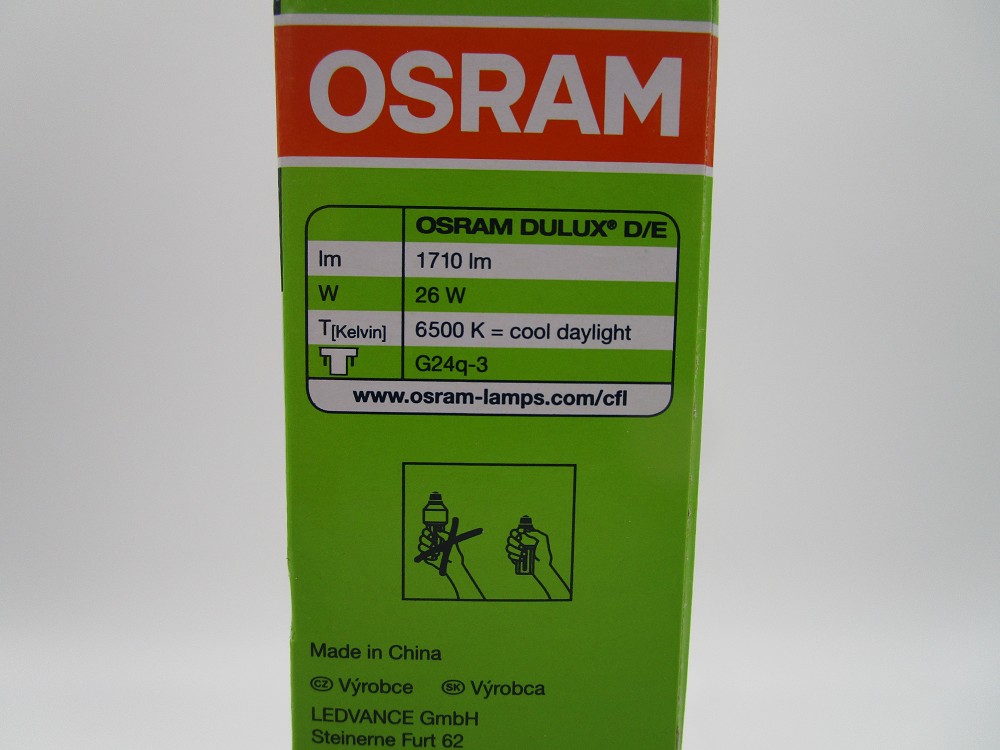 OSRAM
OSRAM DULUX® D/E
lm 1710 lm
W 26 W
T[Kelvin] 6500 K = cool daylight
G24q-3
www.osram-lamps.com/cfl
Made in China
CZ Výrobce SK Výrobca
LEDVANCE GmbH
Steinerne Furt 62